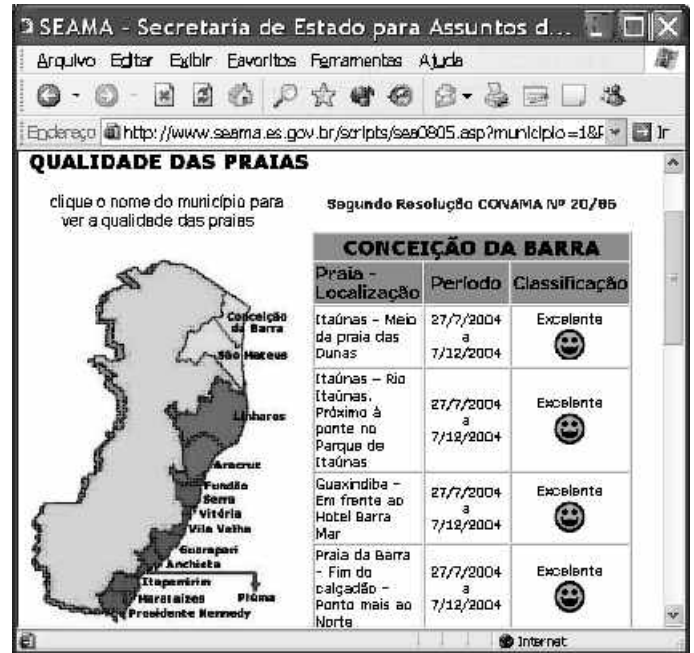 SEAMA - Secretaria de Estado para Assuntos d...
Arquivo Editar Exibir Favoritos Ferramentas Ajuda
Endereço http://www.seama.es.gov.br/scripts/sea0805.asp?municipio=1&F Ir
QUALIDADE DAS PRAIAS
clique o nome do município para
ver a qualidade das praias
Conceição
da Barra
São Mateus
Linhares
Aracruz
Fundão
Serra
Vitória
Vila Velha
Guarapari
Anchieta
Itapemirim
Piúma
Marataízes
Presidente Kennedy
Segundo Resolução CONAMA Nº 20/86
CONCEIÇÃO DA BARRA
Praia -
Localização
Período
Classificação
Itaúnas - Meio
da praia das
Dunas
27/7/2004
a
7/12/2004
Excelente
Itaúnas - Rio
Itaúnas.
Próximo à
ponte no
Parque de
Itaúnas
27/7/2004
a
7/12/2004
Excelente
Guaxindiba -
Em frente ao
Hotel Barra
Mar
27/7/2004
a
7/12/2004
Excelente
Praia da Barra
- Fim do
calçadão -
Ponto mais ao
Norte
27/7/2004
a
7/12/2004
Excelente
Internet